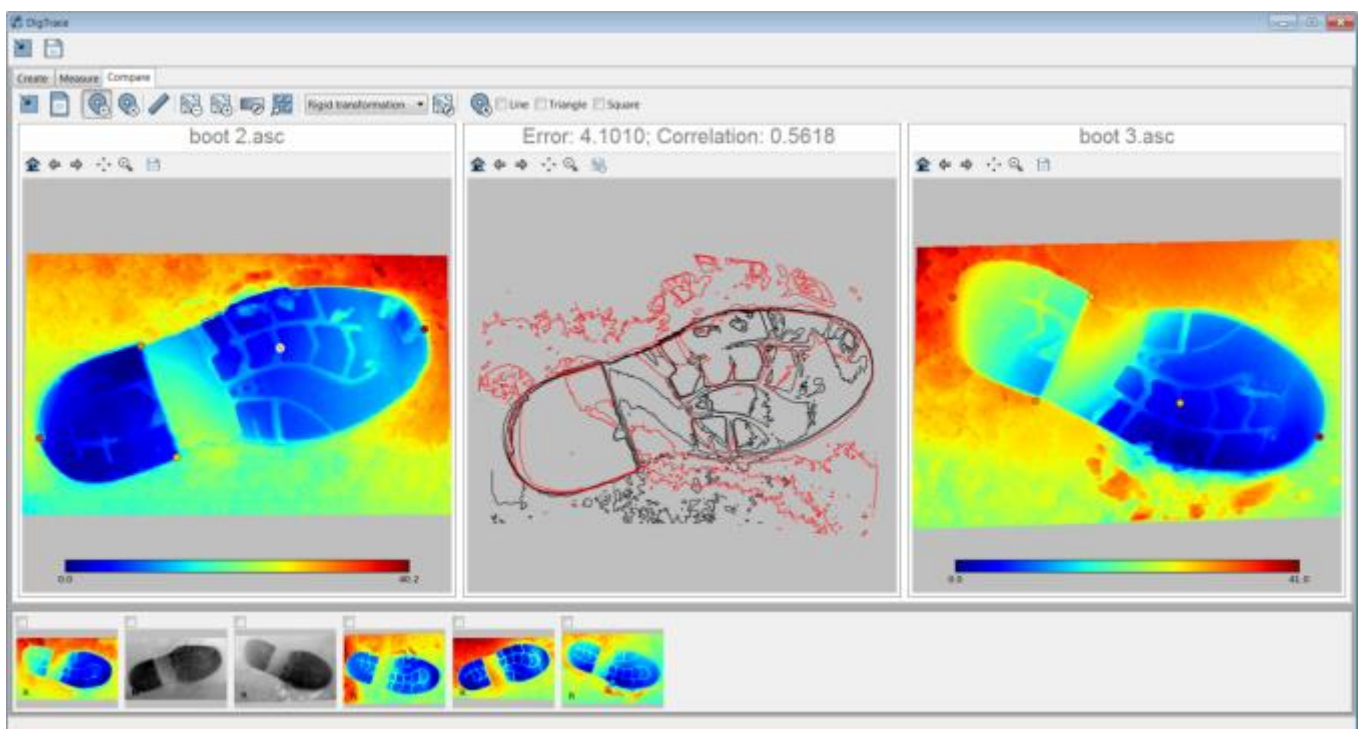 DigTrace
Create Measure Compare
Rigid transformation Line Triangle Square
boot 2.asc
Error: 4.1010; Correlation: 0.5618
boot 3.asc
0.0 40.2
0.0 41.0
R
R
R